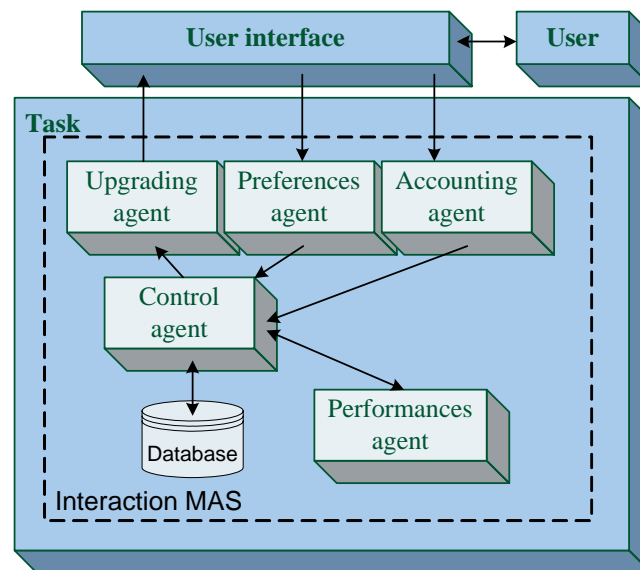 User interface
User
Task
Upgrading
agent
Preferences
agent
Accounting
agent
Control
agent
Performances
agent
Database
Interaction MAS